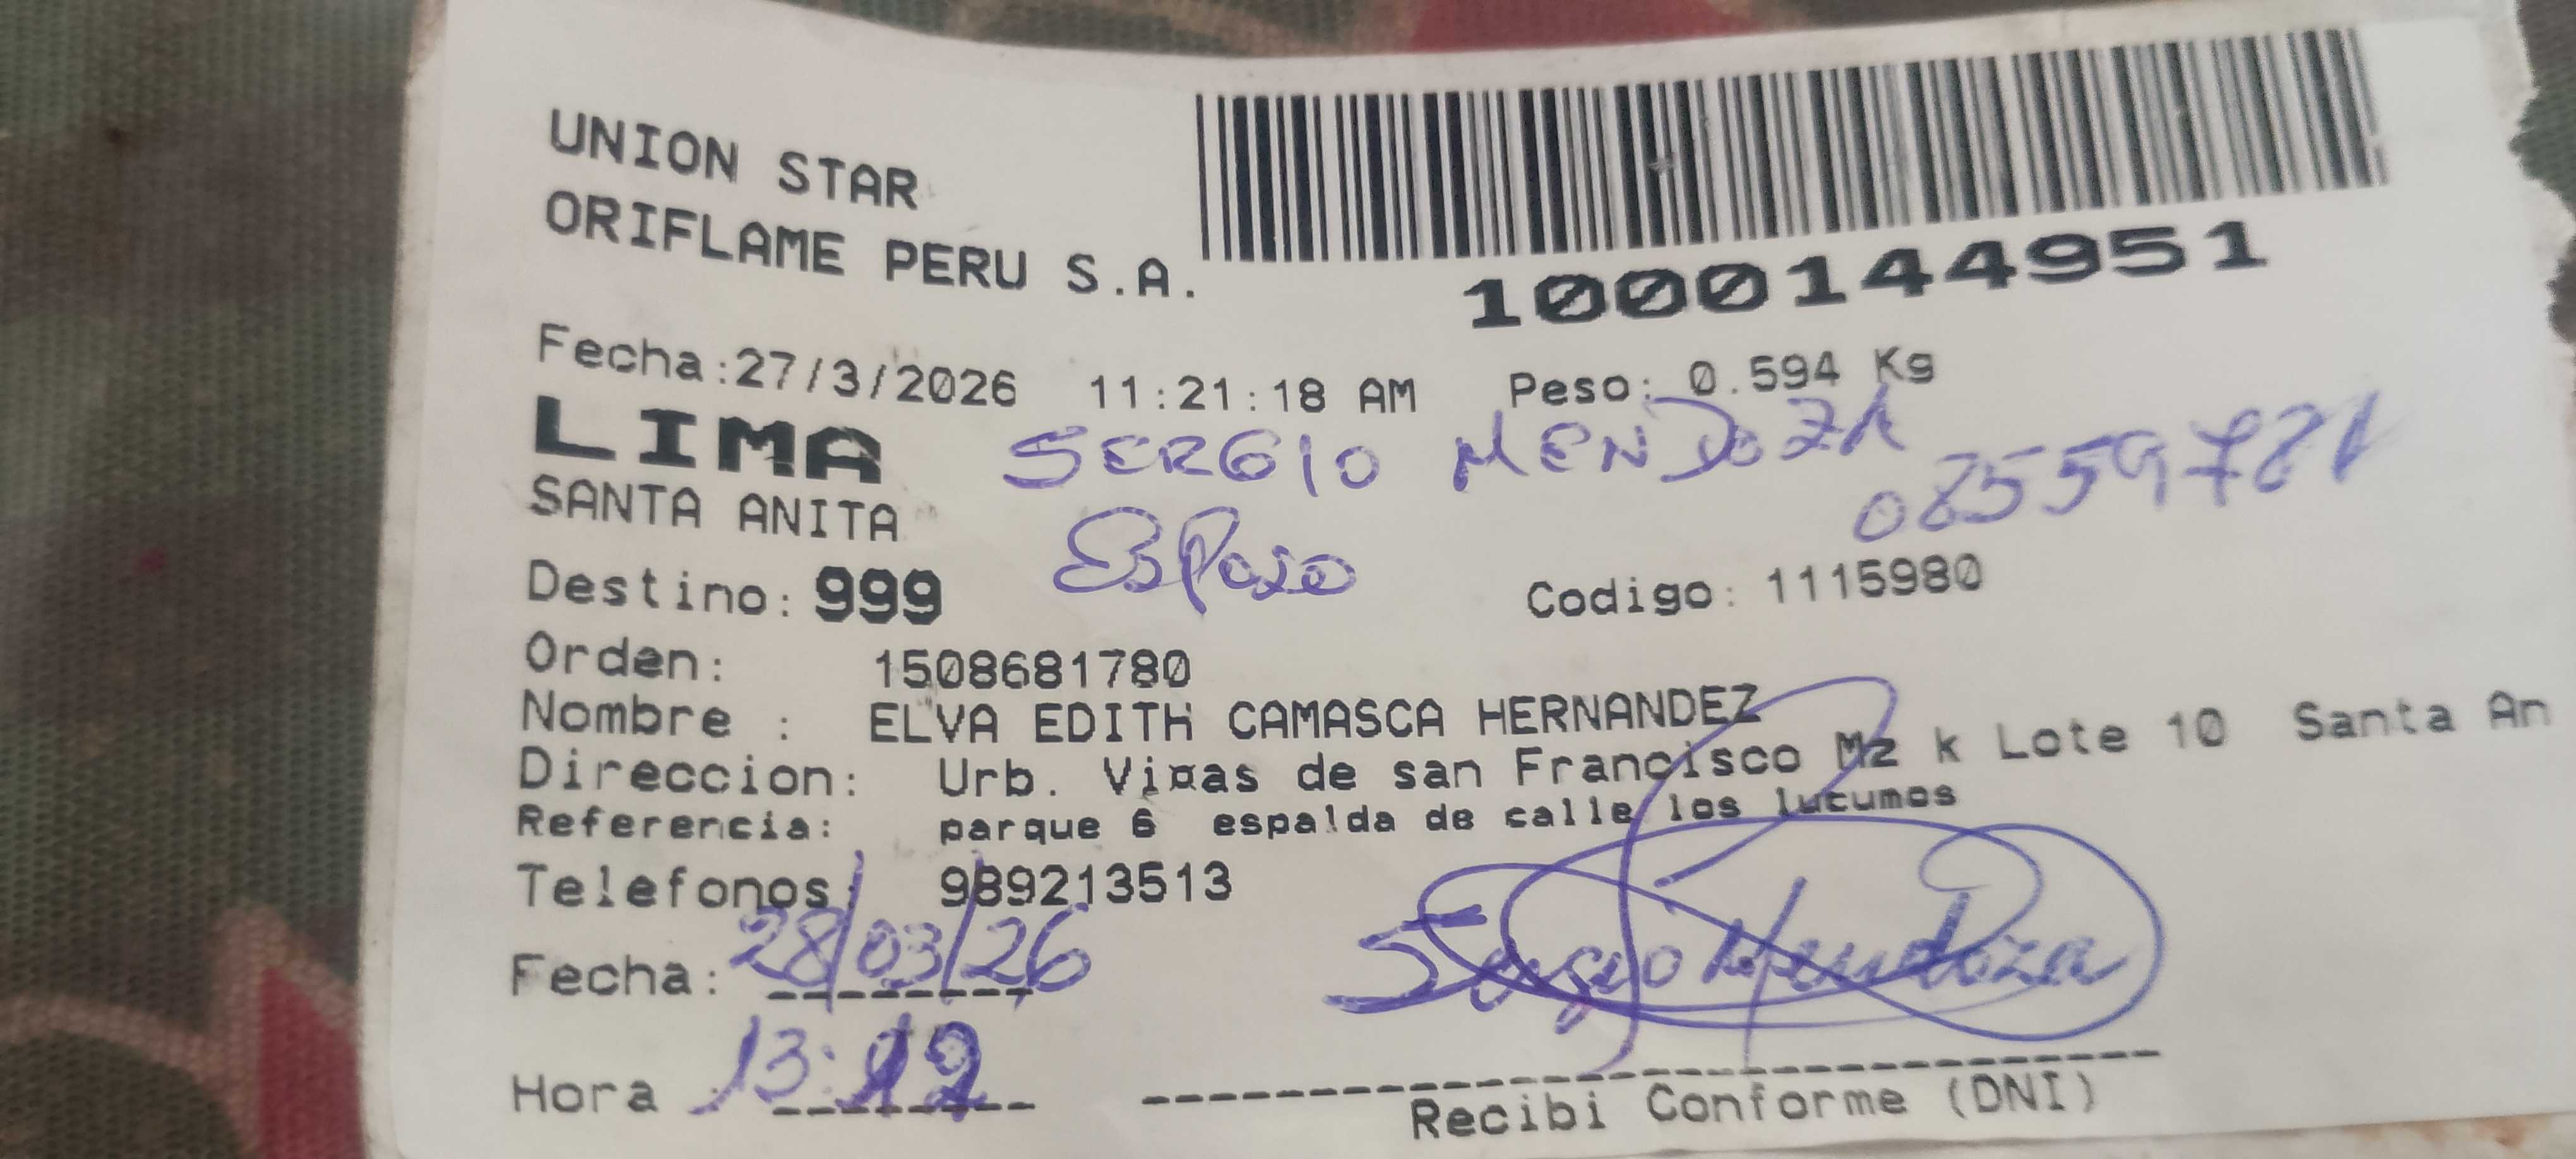 UNION STAR
ORIFLAME PERU S.A.
1000144951
Fecha:27/3/2026 11:21:18 AM Peso: 0.594 Kg
LIMA SERGIO MENDOZA
SANTA ANITA
Esposo
Destino: 999 Codigo: 1115980
Orden: 1508681780
Nombre : ELVA EDITH CAMASCA HERNANDEZ
Direccion: Urb. Viñas de san Francisco Mz k Lote 10 Santa An
Referencia: parque 6 espalda de calle los lucumos
Telefonos: 989213513
Fecha: 28/03/26
Sergio Mendoza
Hora 13:12
Recibi Conforme (DNI)